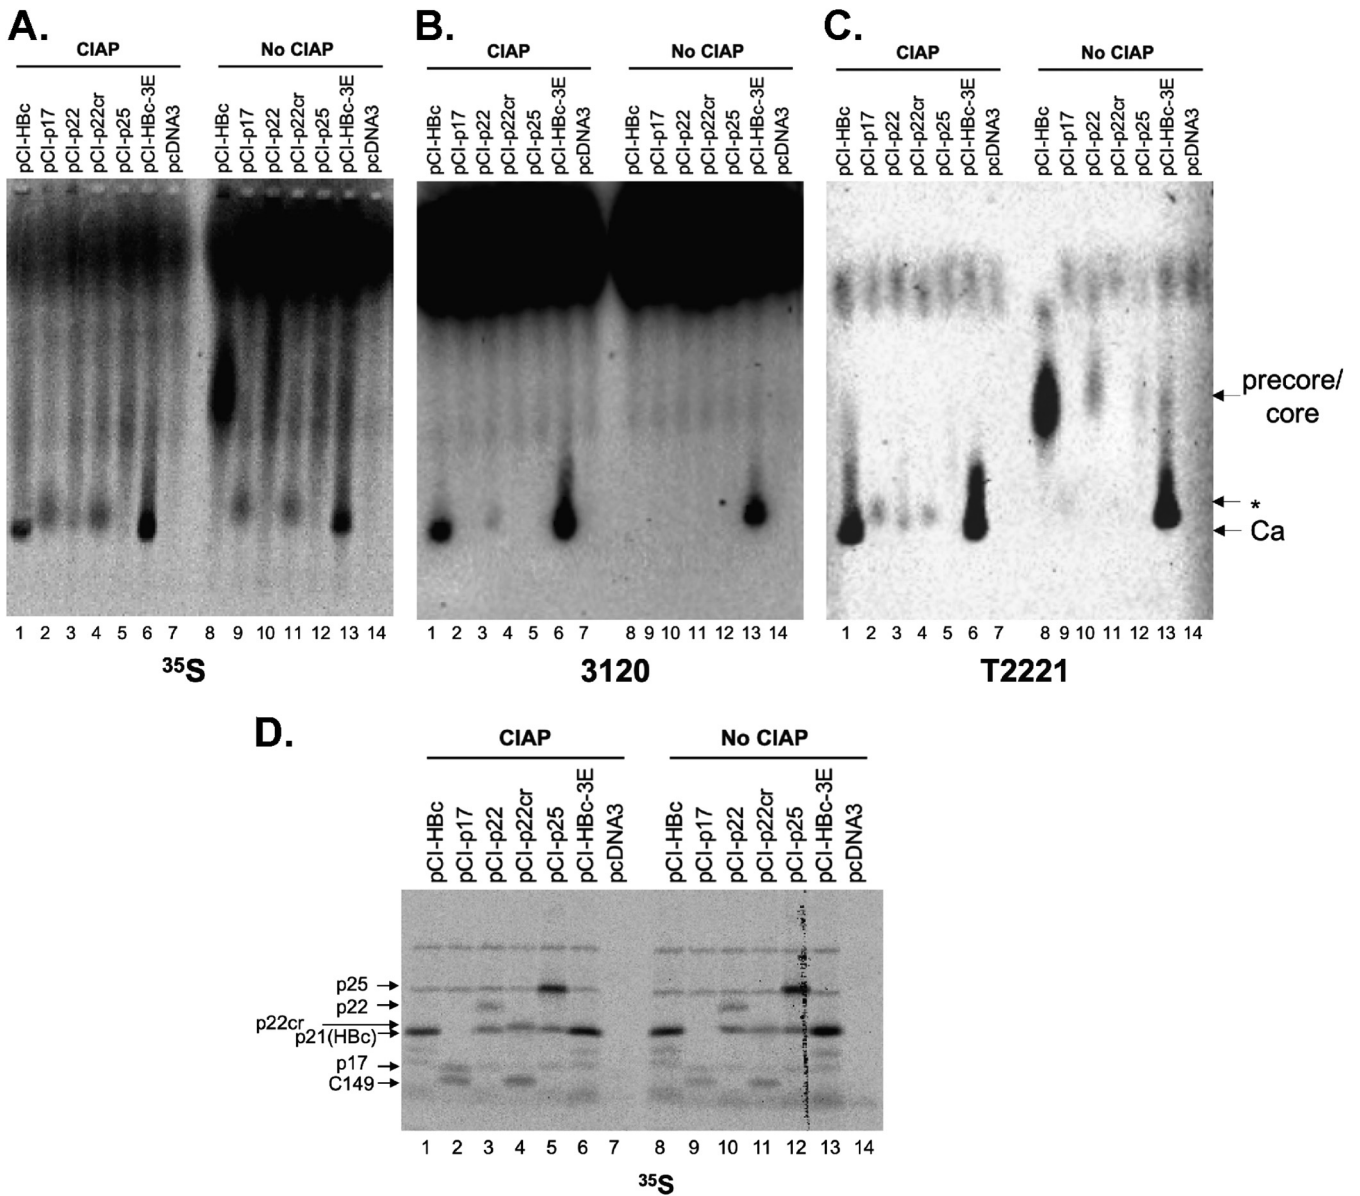 A.
CIAP No CIAP
pCI-HBc pCI-p17 pCI-p22 pCI-p22cr pCI-p25 pCI-HBc-3E pcDNA3 pCI-HBc pCI-p17 pCI-p22 pCI-p22cr pCI-p25 pCI-HBc-3E pcDNA3
1 2 3 4 5 6 7 8 9 10 11 12 13 14
35S
B.
CIAP No CIAP
pCI-HBc pCI-p17 pCI-p22 pCI-p22cr pCI-p25 pCI-HBc-3E pcDNA3 pCI-HBc pCI-p17 pCI-p22 pCI-p22cr pCI-p25 pCI-HBc-3E pcDNA3
1 2 3 4 5 6 7 8 9 10 11 12 13 14
3120
C.
CIAP No CIAP
pCI-HBc pCI-p17 pCI-p22 pCI-p22cr pCI-p25 pCI-HBc-3E pcDNA3 pCI-HBc pCI-p17 pCI-p22 pCI-p22cr pCI-p25 pCI-HBc-3E pcDNA3
precore/
core
*
Ca
1 2 3 4 5 6 7 8 9 10 11 12 13 14
T2221
D.
CIAP No CIAP
pCI-HBc pCI-p17 pCI-p22 pCI-p22cr pCI-p25 pCI-HBc-3E pcDNA3 pCI-HBc pCI-p17 pCI-p22 pCI-p22cr pCI-p25 pCI-HBc-3E pcDNA3
p25
p22
p22cr
p21(HBc)
p17
C149
1 2 3 4 5 6 7 8 9 10 11 12 13 14
35S